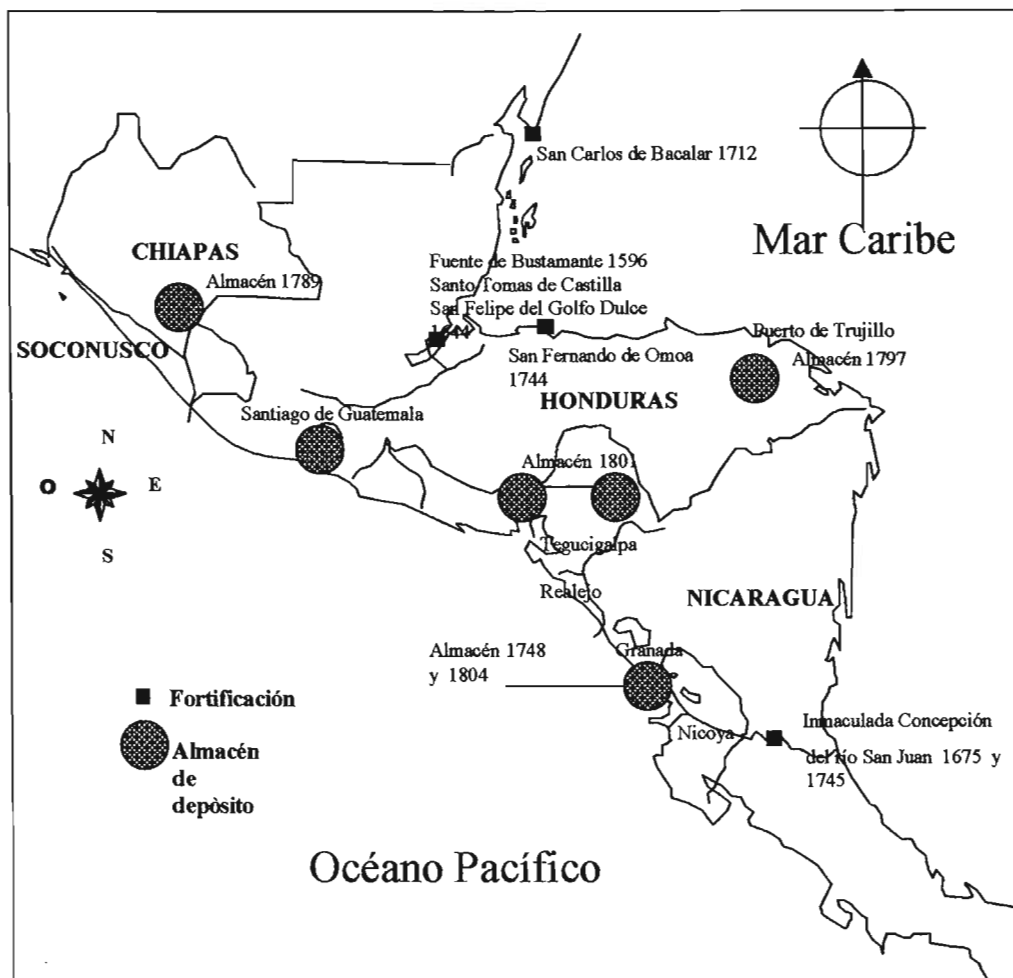 San Carlos de Bacalar 1712
Mar Caribe
CHIAPAS
Almacén 1789
Fuente de Bustamante 1596
Santo Tomas de Castilla
San Felipe del Golfo Dulce
1644
SOCONUSCO
San Fernando de Omoa
1744
Puerto de Trujillo
Almacén 1797
HONDURAS
Santiago de Guatemala
N
O
E
S
Almacén 1801
Tegucigalpa
Realejo
NICARAGUA
Almacén 1748
y 1804
Granada
Nicoya
Inmaculada Concepción
del río San Juan 1675 y
1745
Fortificación
Almacén
de
depòsito
Océano Pacífico